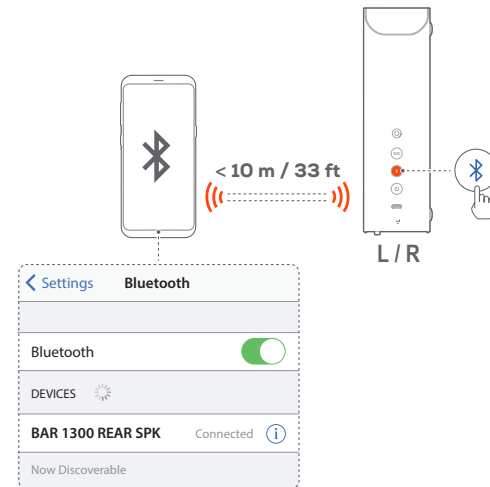 < 10 m / 33 ft
L / R
Settings Bluetooth
Bluetooth
DEVICES
BAR 1300 REAR SPK Connected i
Now Discoverable